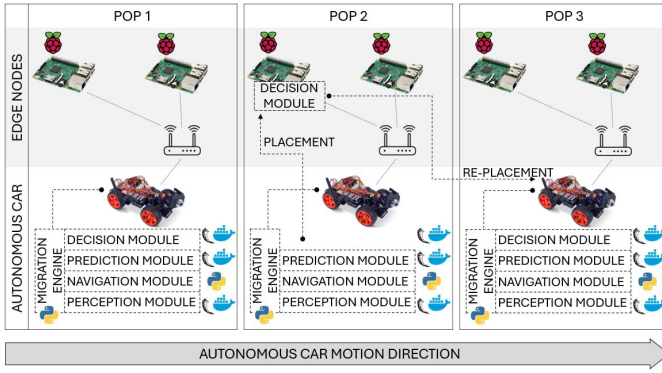 POP 1
POP 2
POP 3
EDGE NODES
DECISION
MODULE
PLACEMENT
RE-PLACEMENT
AUTONOMOUS CAR
MIGRATION
ENGINE
DECISION MODULE
PREDICTION MODULE
NAVIGATION MODULE
PERCEPTION MODULE
MIGRATION
ENGINE
PREDICTION MODULE
NAVIGATION MODULE
PERCEPTION MODULE
MIGRATION
ENGINE
DECISION MODULE
PREDICTION MODULE
NAVIGATION MODULE
PERCEPTION MODULE
AUTONOMOUS CAR MOTION DIRECTION